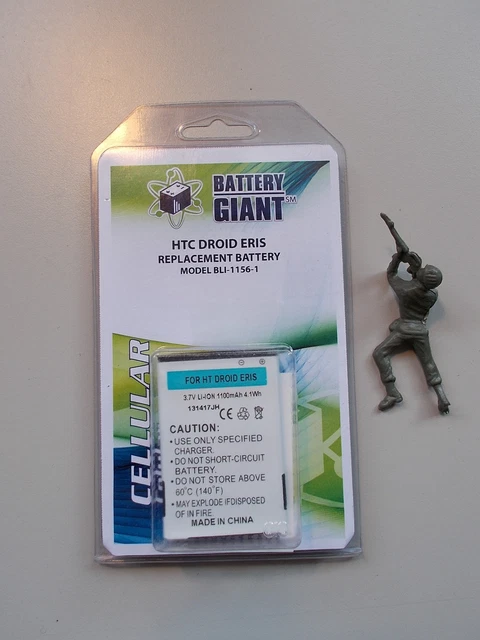 BATTERY
GIANT SM
HTC DROID ERIS
REPLACEMENT BATTERY
MODEL BLI-1156-1
CELLULAR
FOR HT DROID ERIS
3.7V LI-ION 1100mAh 4.1Wh
131417JH CE
CAUTION:
• USE ONLY SPECIFIED
CHARGER.
• DO NOT SHORT-CIRCUIT
BATTERY.
• DO NOT STORE ABOVE
60°C (140°F)
• MAY EXPLODE IFDISPOSED
OF IN FIRE.
MADE IN CHINA